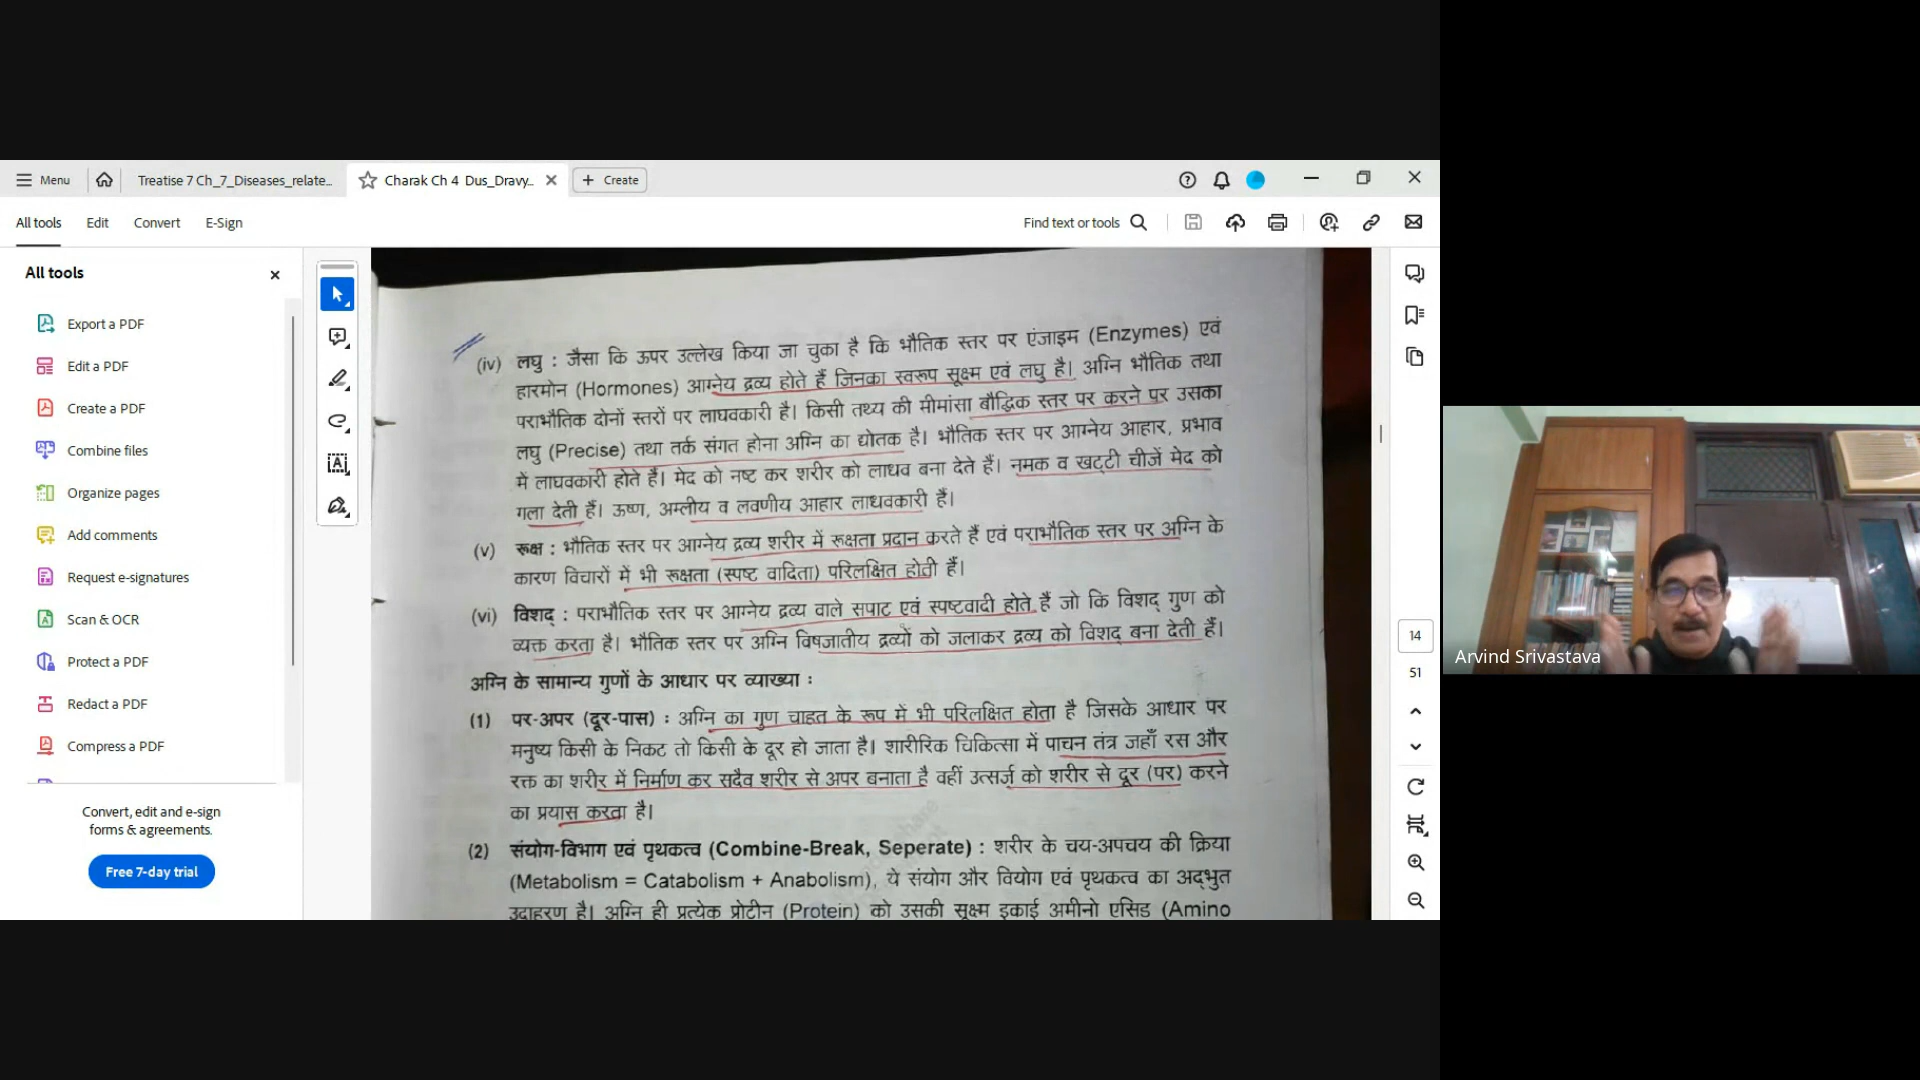 Menu
Treatise 7 Ch_7_Diseases_relate...
Charak Ch 4 Dus_Dravy...
Create
All tools
Edit
Convert
E-Sign
Find text or tools
All tools
Export a PDF
Edit a PDF
Create a PDF
Combine files
Organize pages
Add comments
Request e-signatures
Scan & OCR
Protect a PDF
Redact a PDF
Compress a PDF
Convert, edit and e-sign
forms & agreements.
Free 7-day trial
(iv) लघु : जैसा कि ऊपर उल्लेख किया जा चुका है कि भौतिक स्तर पर एंजाइम (Enzymes) एवं
हारमोन (Hormones) आग्नेय द्रव्य होते हैं जिनका स्वरूप सूक्ष्म एवं लघु है। अग्नि भौतिक तथा
पराभौतिक दोनों स्तरों पर लाघवकारी है। किसी तथ्य की मीमांसा बौद्धिक स्तर पर करने पर उसका
लघु (Precise) तथा तर्क संगत होना अग्नि का द्योतक है। भौतिक स्तर पर आग्नेय आहार, प्रभाव
में लाघवकारी होते हैं। मेद को नष्ट कर शरीर को लाधव बना देते हैं। नमक व खट्टी चीजें मेद को
गला देती हैं। ऊष्ण, अम्लीय व लवणीय आहार लाधवकारी हैं।
(v) रूक्ष : भौतिक स्तर पर आग्नेय द्रव्य शरीर में रूक्षता प्रदान करते हैं एवं पराभौतिक स्तर पर अग्नि के
कारण विचारों में भी रूक्षता (स्पष्ट वादिता) परिलक्षित होती हैं।
(vi) विशद् : पराभौतिक स्तर पर आग्नेय द्रव्य वाले सपाट एवं स्पष्टवादी होते हैं जो कि विशद् गुण को
व्यक्त करता है। भौतिक स्तर पर अग्नि विषजातीय द्रव्यों को जलाकर द्रव्य को विशद् बना देती हैं।
अग्नि के सामान्य गुणों के आधार पर व्याख्या :
(1) पर-अपर (दूर-पास) : अग्नि का गुण चाहत के रूप में भी परिलक्षित होता है जिसके आधार पर
मनुष्य किसी के निकट तो किसी के दूर हो जाता है। शारीरिक चिकित्सा में पाचन तंत्र जहाँ रस और
रक्त का शरीर में निर्माण कर सदैव शरीर से अपर बनाता है वहीं उत्सर्ज को शरीर से दूर (पर) करने
का प्रयास करता है।
(2) संयोग-विभाग एवं पृथकत्व (Combine-Break, Seperate) : शरीर के चय-अपचय की क्रिया
(Metabolism = Catabolism + Anabolism), ये संयोग और वियोग एवं पृथकत्व का अद्भुत
उदाहरण है। अग्नि ही प्रत्येक प्रोटीन (Protein) को उसकी सूक्ष्म इकाई अमीनो एसिड (Amino
14
51
Arvind Srivastava